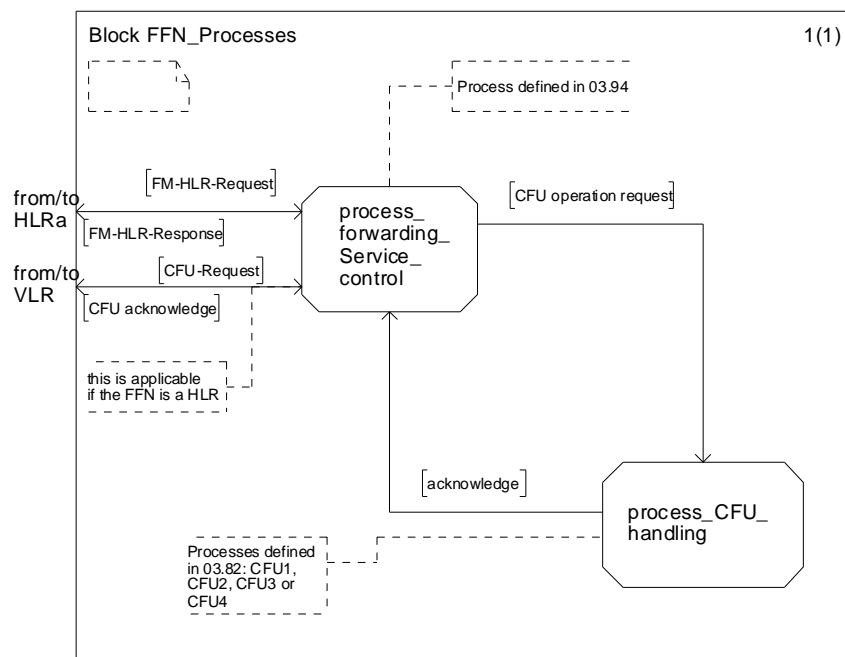 Block FFN_Processes
1(1)
Process defined in 03.94
[FM-HLR-Request]
from/to
HLRa
[FM-HLR-Response]
process_
forwarding_
Service_
control
[CFU operation request]
from/to
VLR
[CFU-Request]
[CFU acknowledge]
this is applicable
if the FFN is a HLR
[acknowledge]
process_CFU_
handling
Processes defined
in 03.82: CFU1,
CFU2, CFU3 or
CFU4